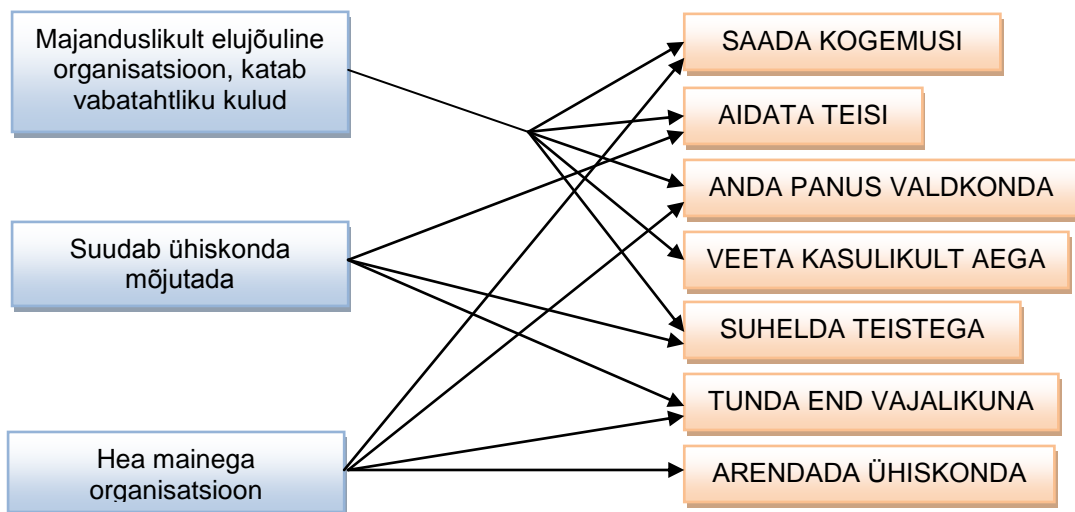 Majanduslikult elujõuline
organisatsioon, katab
vabatahtliku kulud
Suudab ühiskonda
mõjutada
Hea mainega
organisatsioon
SAADA KOGEMUSI
AIDATA TEISI
ANDA PANUS VALDKONDA
VEETA KASULIKULT AEGA
SUHELDA TEISTEGA
TUNDA END VAJALIKUNA
ARENDADA ÜHISKONDA